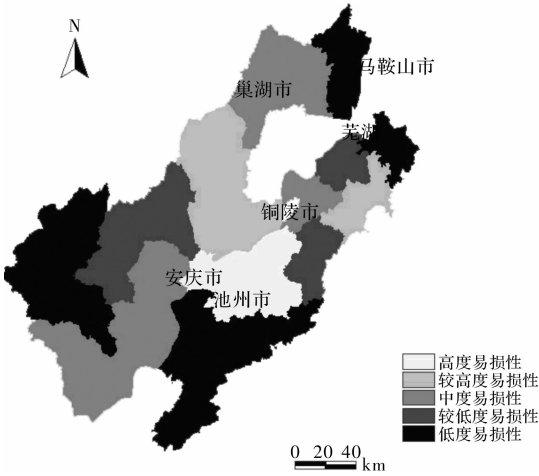 N
马鞍山市
巢湖市
芜湖
铜陵市
安庆市
池州市
高度易损性
较高度易损性
中度易损性
较低度易损性
低度易损性
0 20 40
km